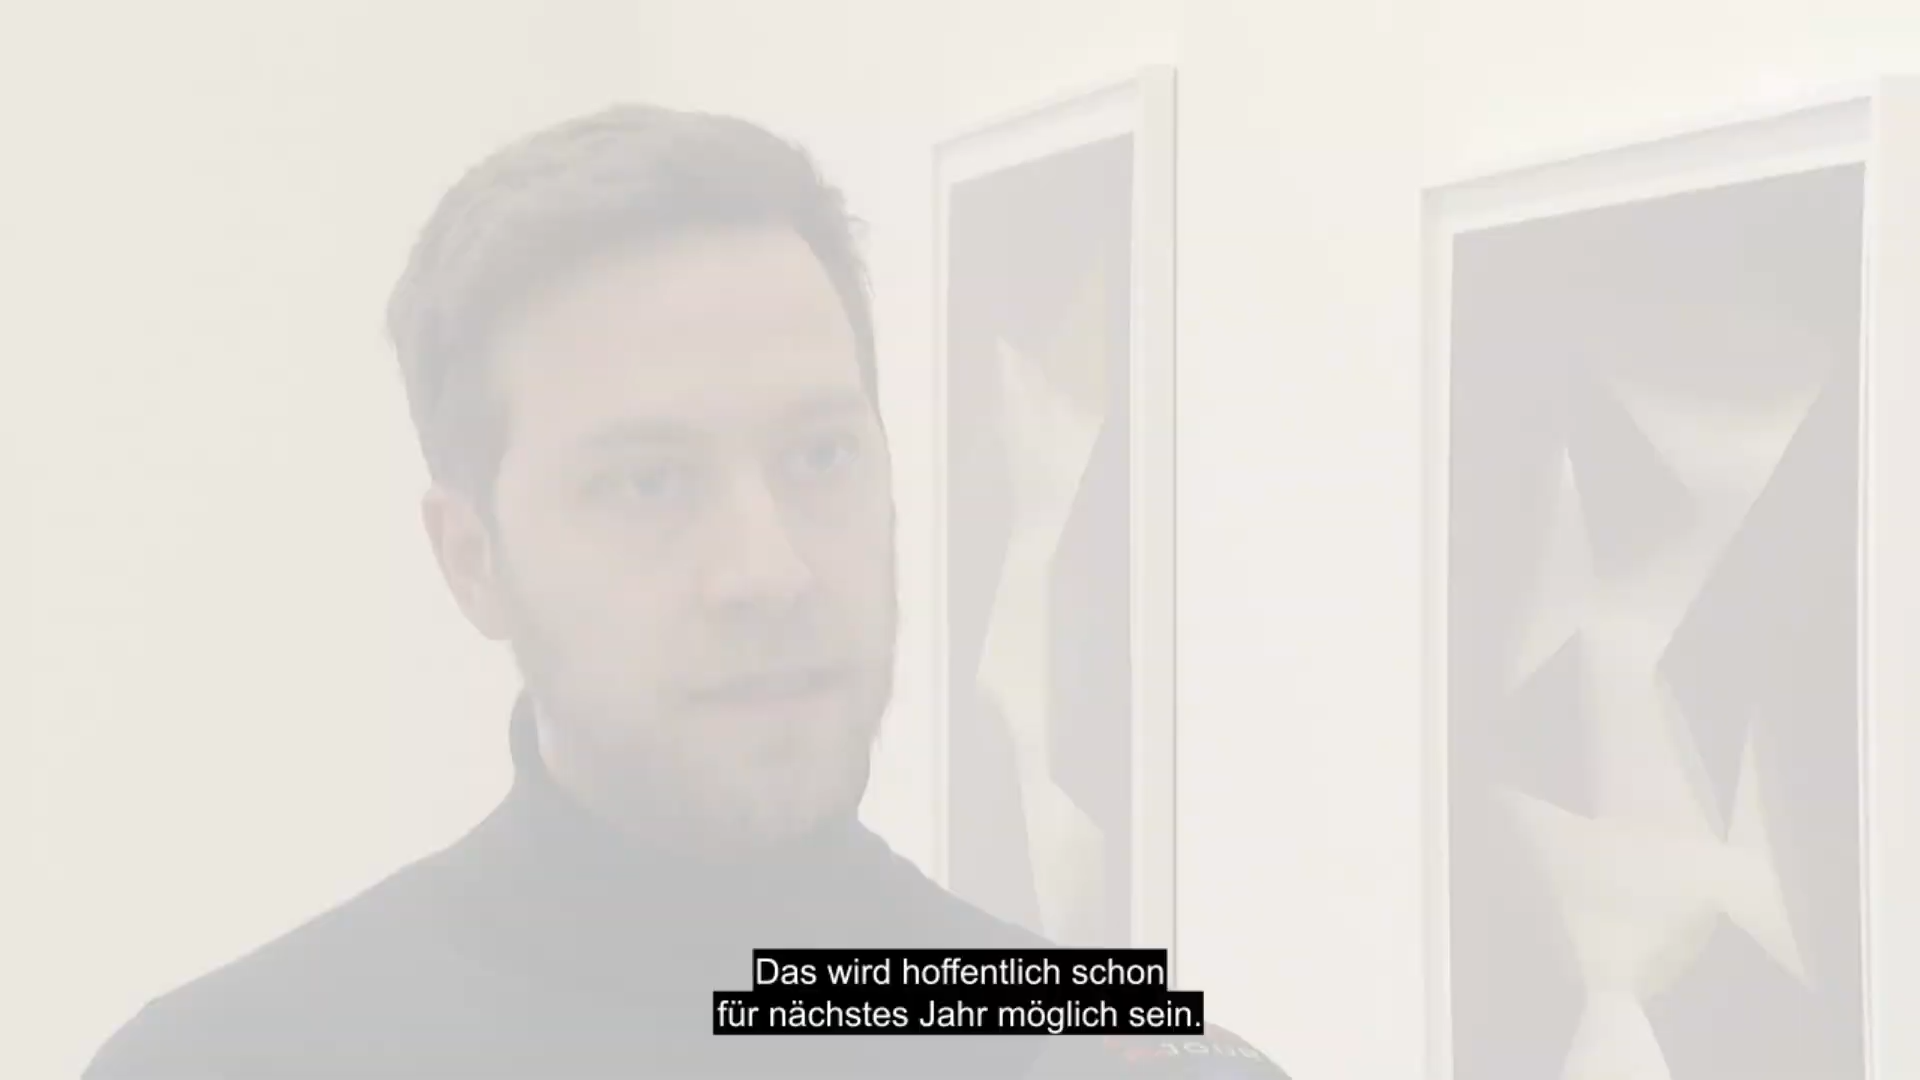 Das wird hoffentlich schon
für nächstes Jahr möglich sein.